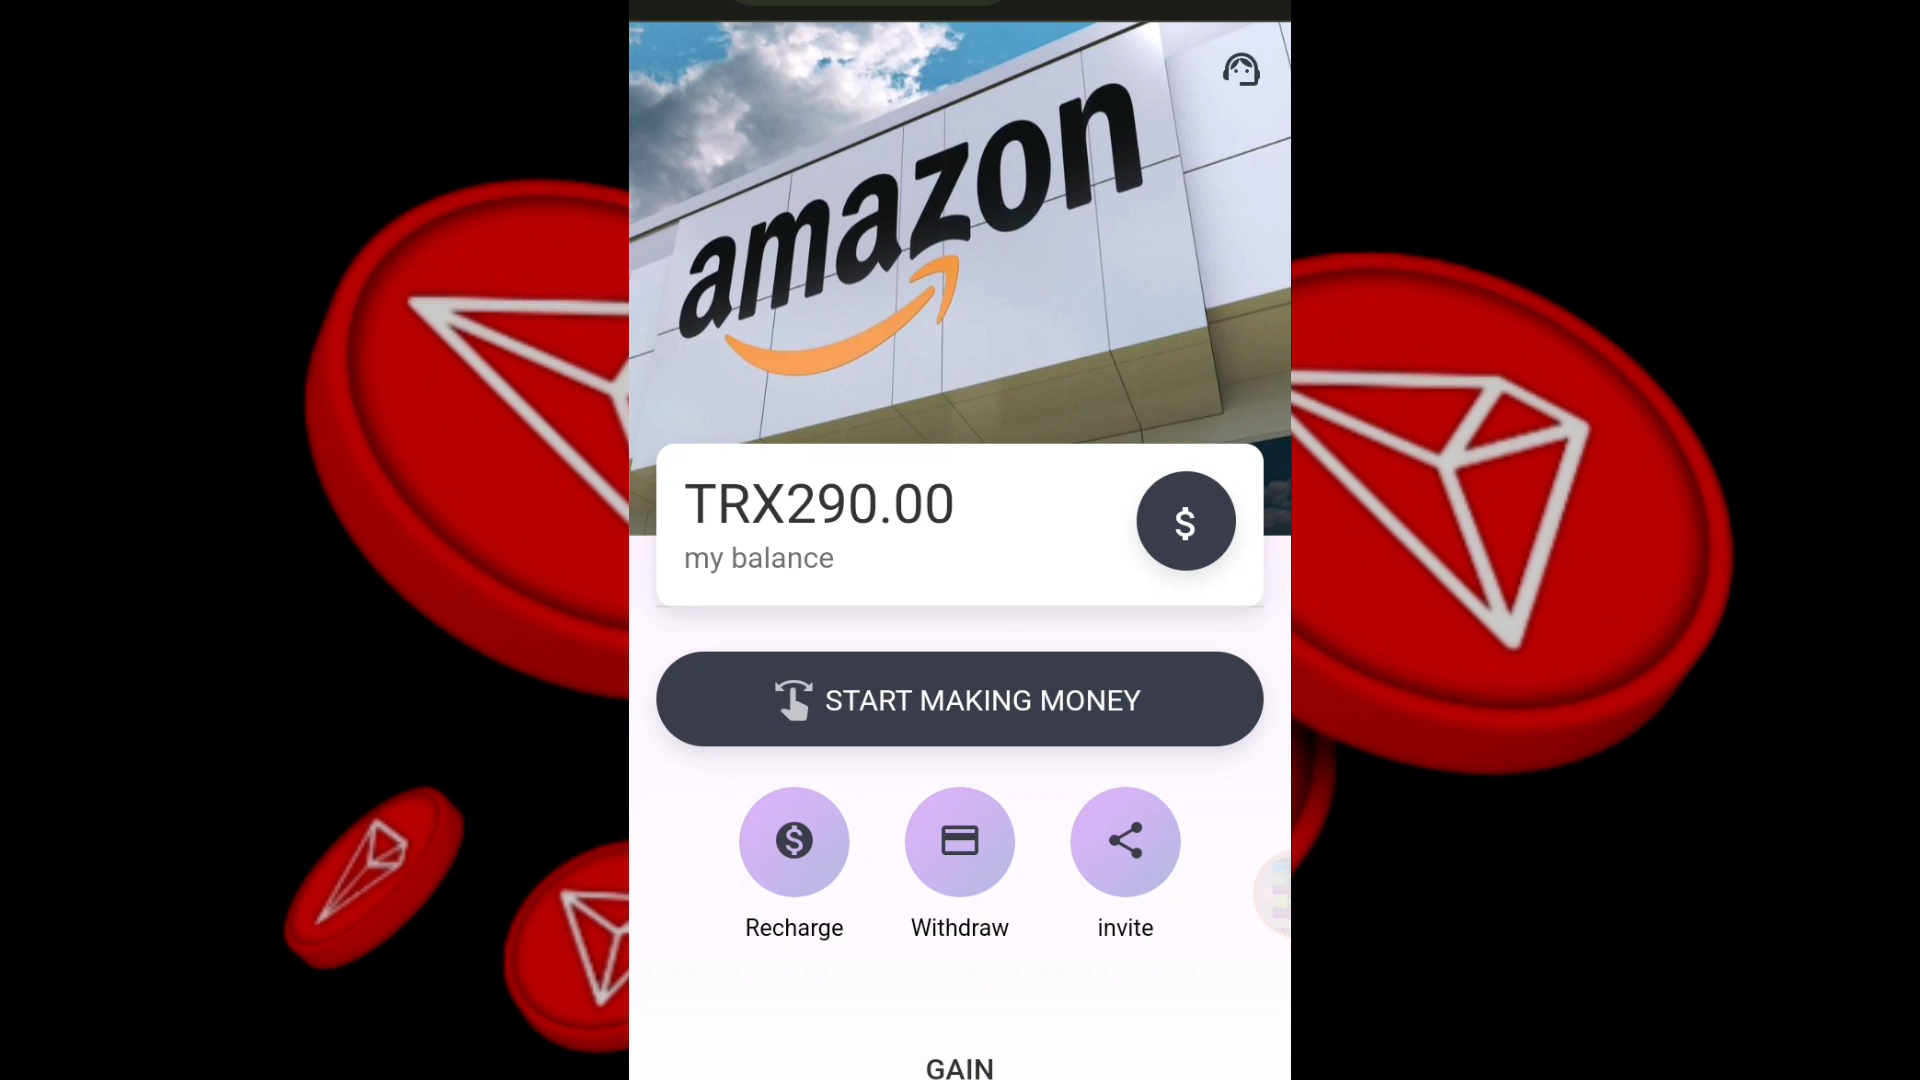 amazon
TRX290.00
my balance
$
START MAKING MONEY
$
Recharge
Withdraw
invite
GAIN